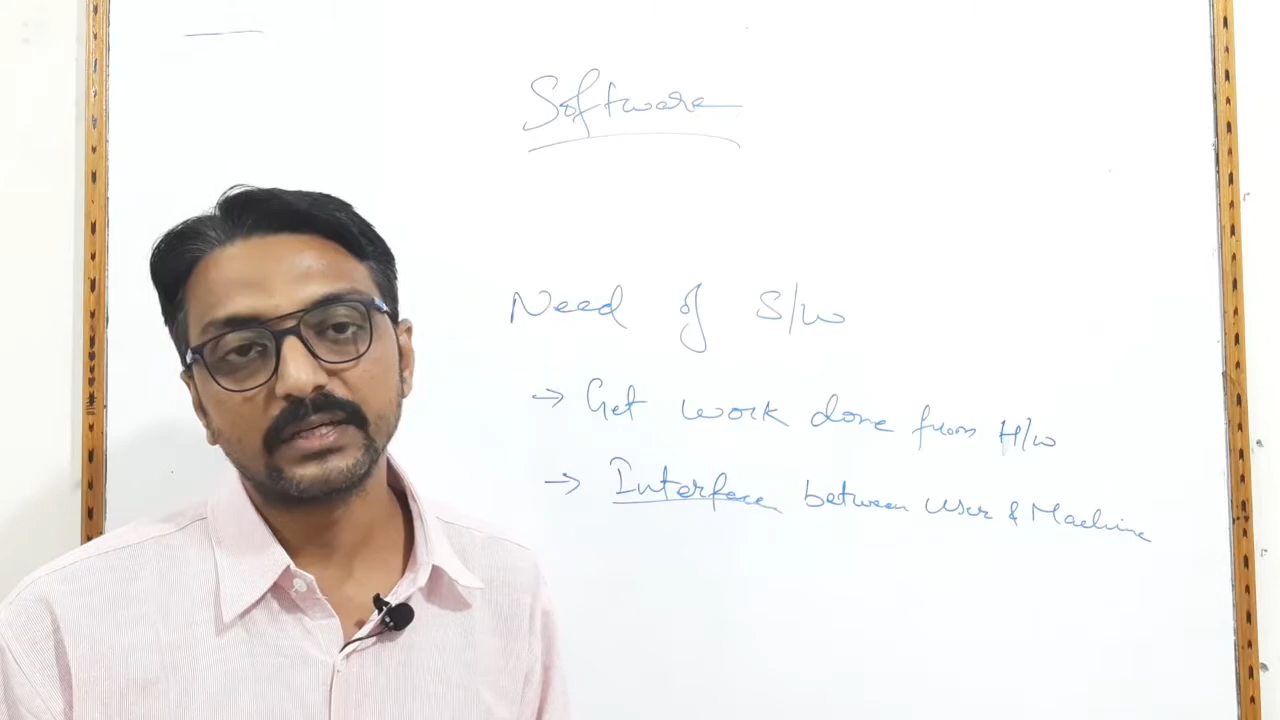 Software
Need of S/w
→ Get work done from H/w
→ Interface between User & Machine